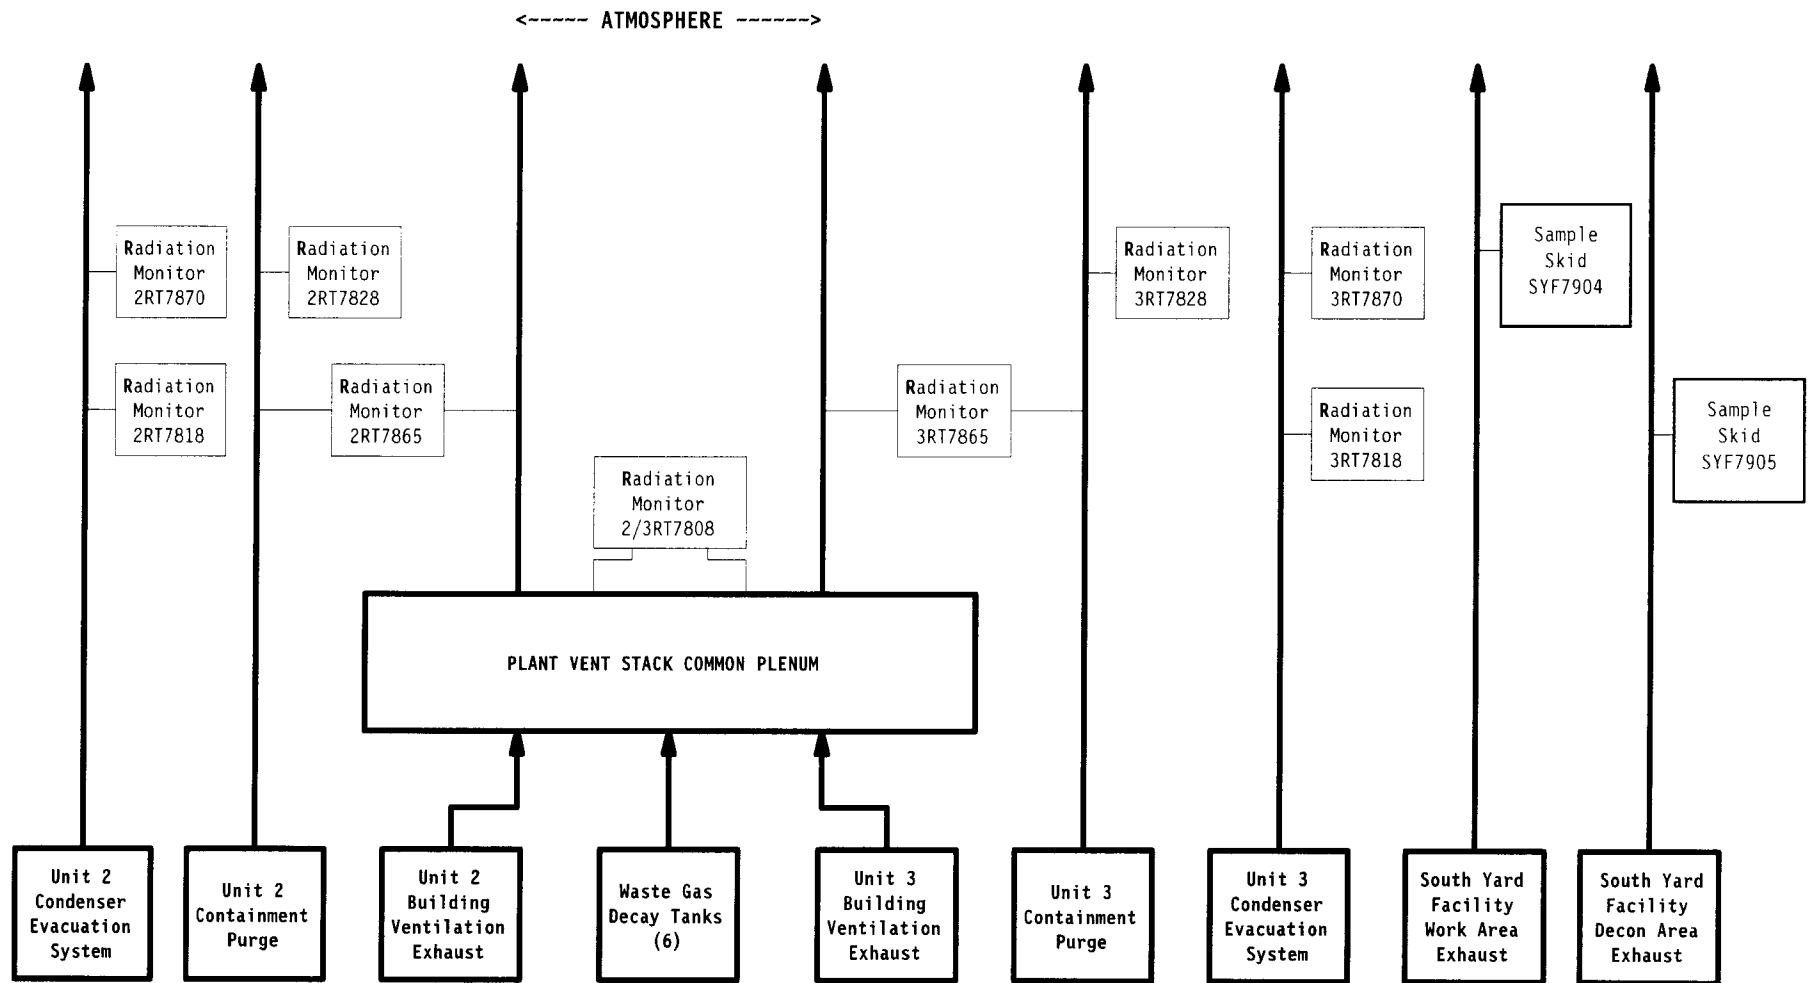 <----- ATMOSPHERE ------>
Radiation
Monitor
2RT7870
Radiation
Monitor
2RT7828
Radiation
Monitor
3RT7828
Radiation
Monitor
3RT7870
Sample
Skid
SYF7904
Radiation
Monitor
2RT7818
Radiation
Monitor
2RT7865
Radiation
Monitor
3RT7865
Radiation
Monitor
3RT7818
Sample
Skid
SYF7905
Radiation
Monitor
2/3RT7808
PLANT VENT STACK COMMON PLENUM
Unit 2
Condenser
Evacuation
System
Unit 2
Containment
Purge
Unit 2
Building
Ventilation
Exhaust
Waste Gas
Decay Tanks
(6)
Unit 3
Building
Ventilation
Exhaust
Unit 3
Containment
Purge
Unit 3
Condenser
Evacuation
System
South Yard
Facility
Work Area
Exhaust
South Yard
Facility
Decon Area
Exhaust